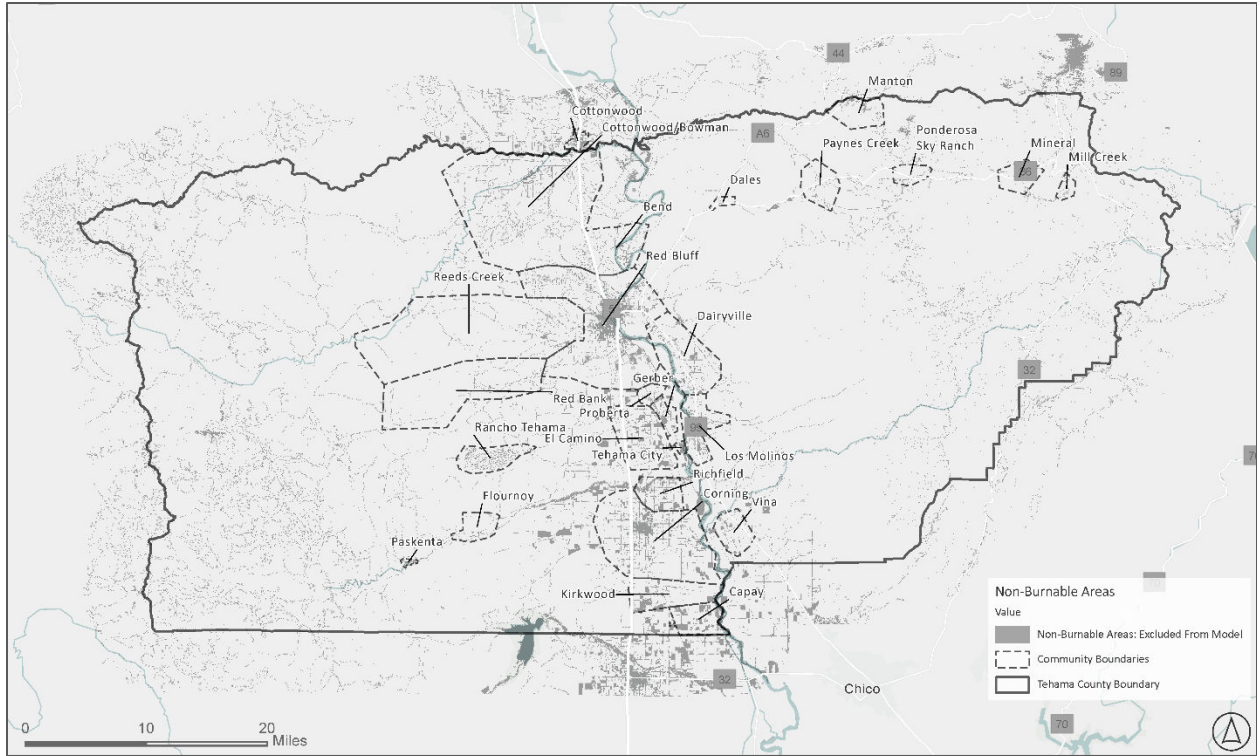 44
89
Manton
Cottonwood
Cottonwood/Bowman
A6
Ponderosa
Sky Ranch
Paynes Creek
Mineral
36
Mill Creek
Dales
Bend
Red Bluff
Reeds Creek
Dairyville
32
Gerber
Red Bank
Proberta
Rancho Tehama
El Camino
99
Tehama City
Los Molinos
Richfield
Corning
Vina
Flournoy
Paskenta
Kirkwood
Capay
32
Chico
70
Non-Burnable Areas
Value
Non-Burnable Areas: Excluded From Model
Community Boundaries
Tehama County Boundary
0
10
20
Miles